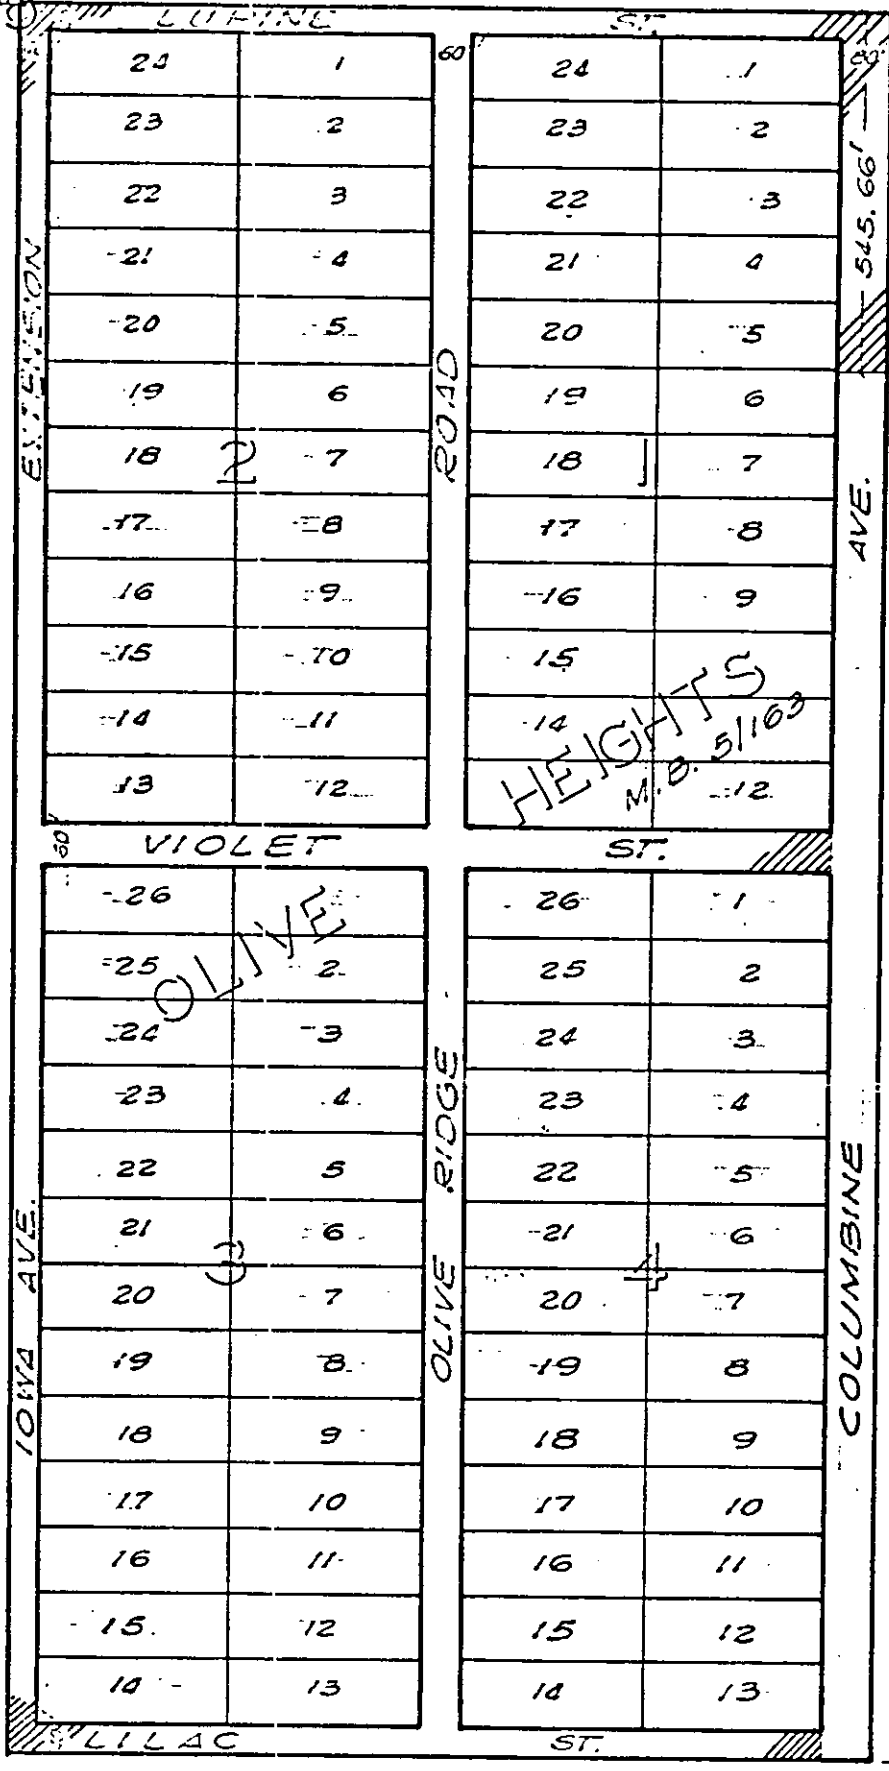 LUPINE ST.
60 80'
24 1 24 1
23 2 23 2
22 3 22 3
21 4 21 4
20 5 20 5
19 6 19 6
18 2 7 18 1 7
17 8 17 8
16 9 16 9
15 10 15
14 11 14
13 12 12
EXTENSION
ROAD
545.66'
AVE.
HEIGHTS
M.B. 5/163
60'
VIOLET ST.
26 26 1
25 2 25 2
24 3 24 3
23 4 23 4
22 5 22 5
21 6 21 6
3 4
20 7 20 7
19 8 19 8
18 9 18 9
17 10 17 10
16 11 16 11
15 12 15 12
14 13 14 13
OLIVE
IOWA AVE.
OLIVE RIDGE
COLUMBINE
LILAC ST.